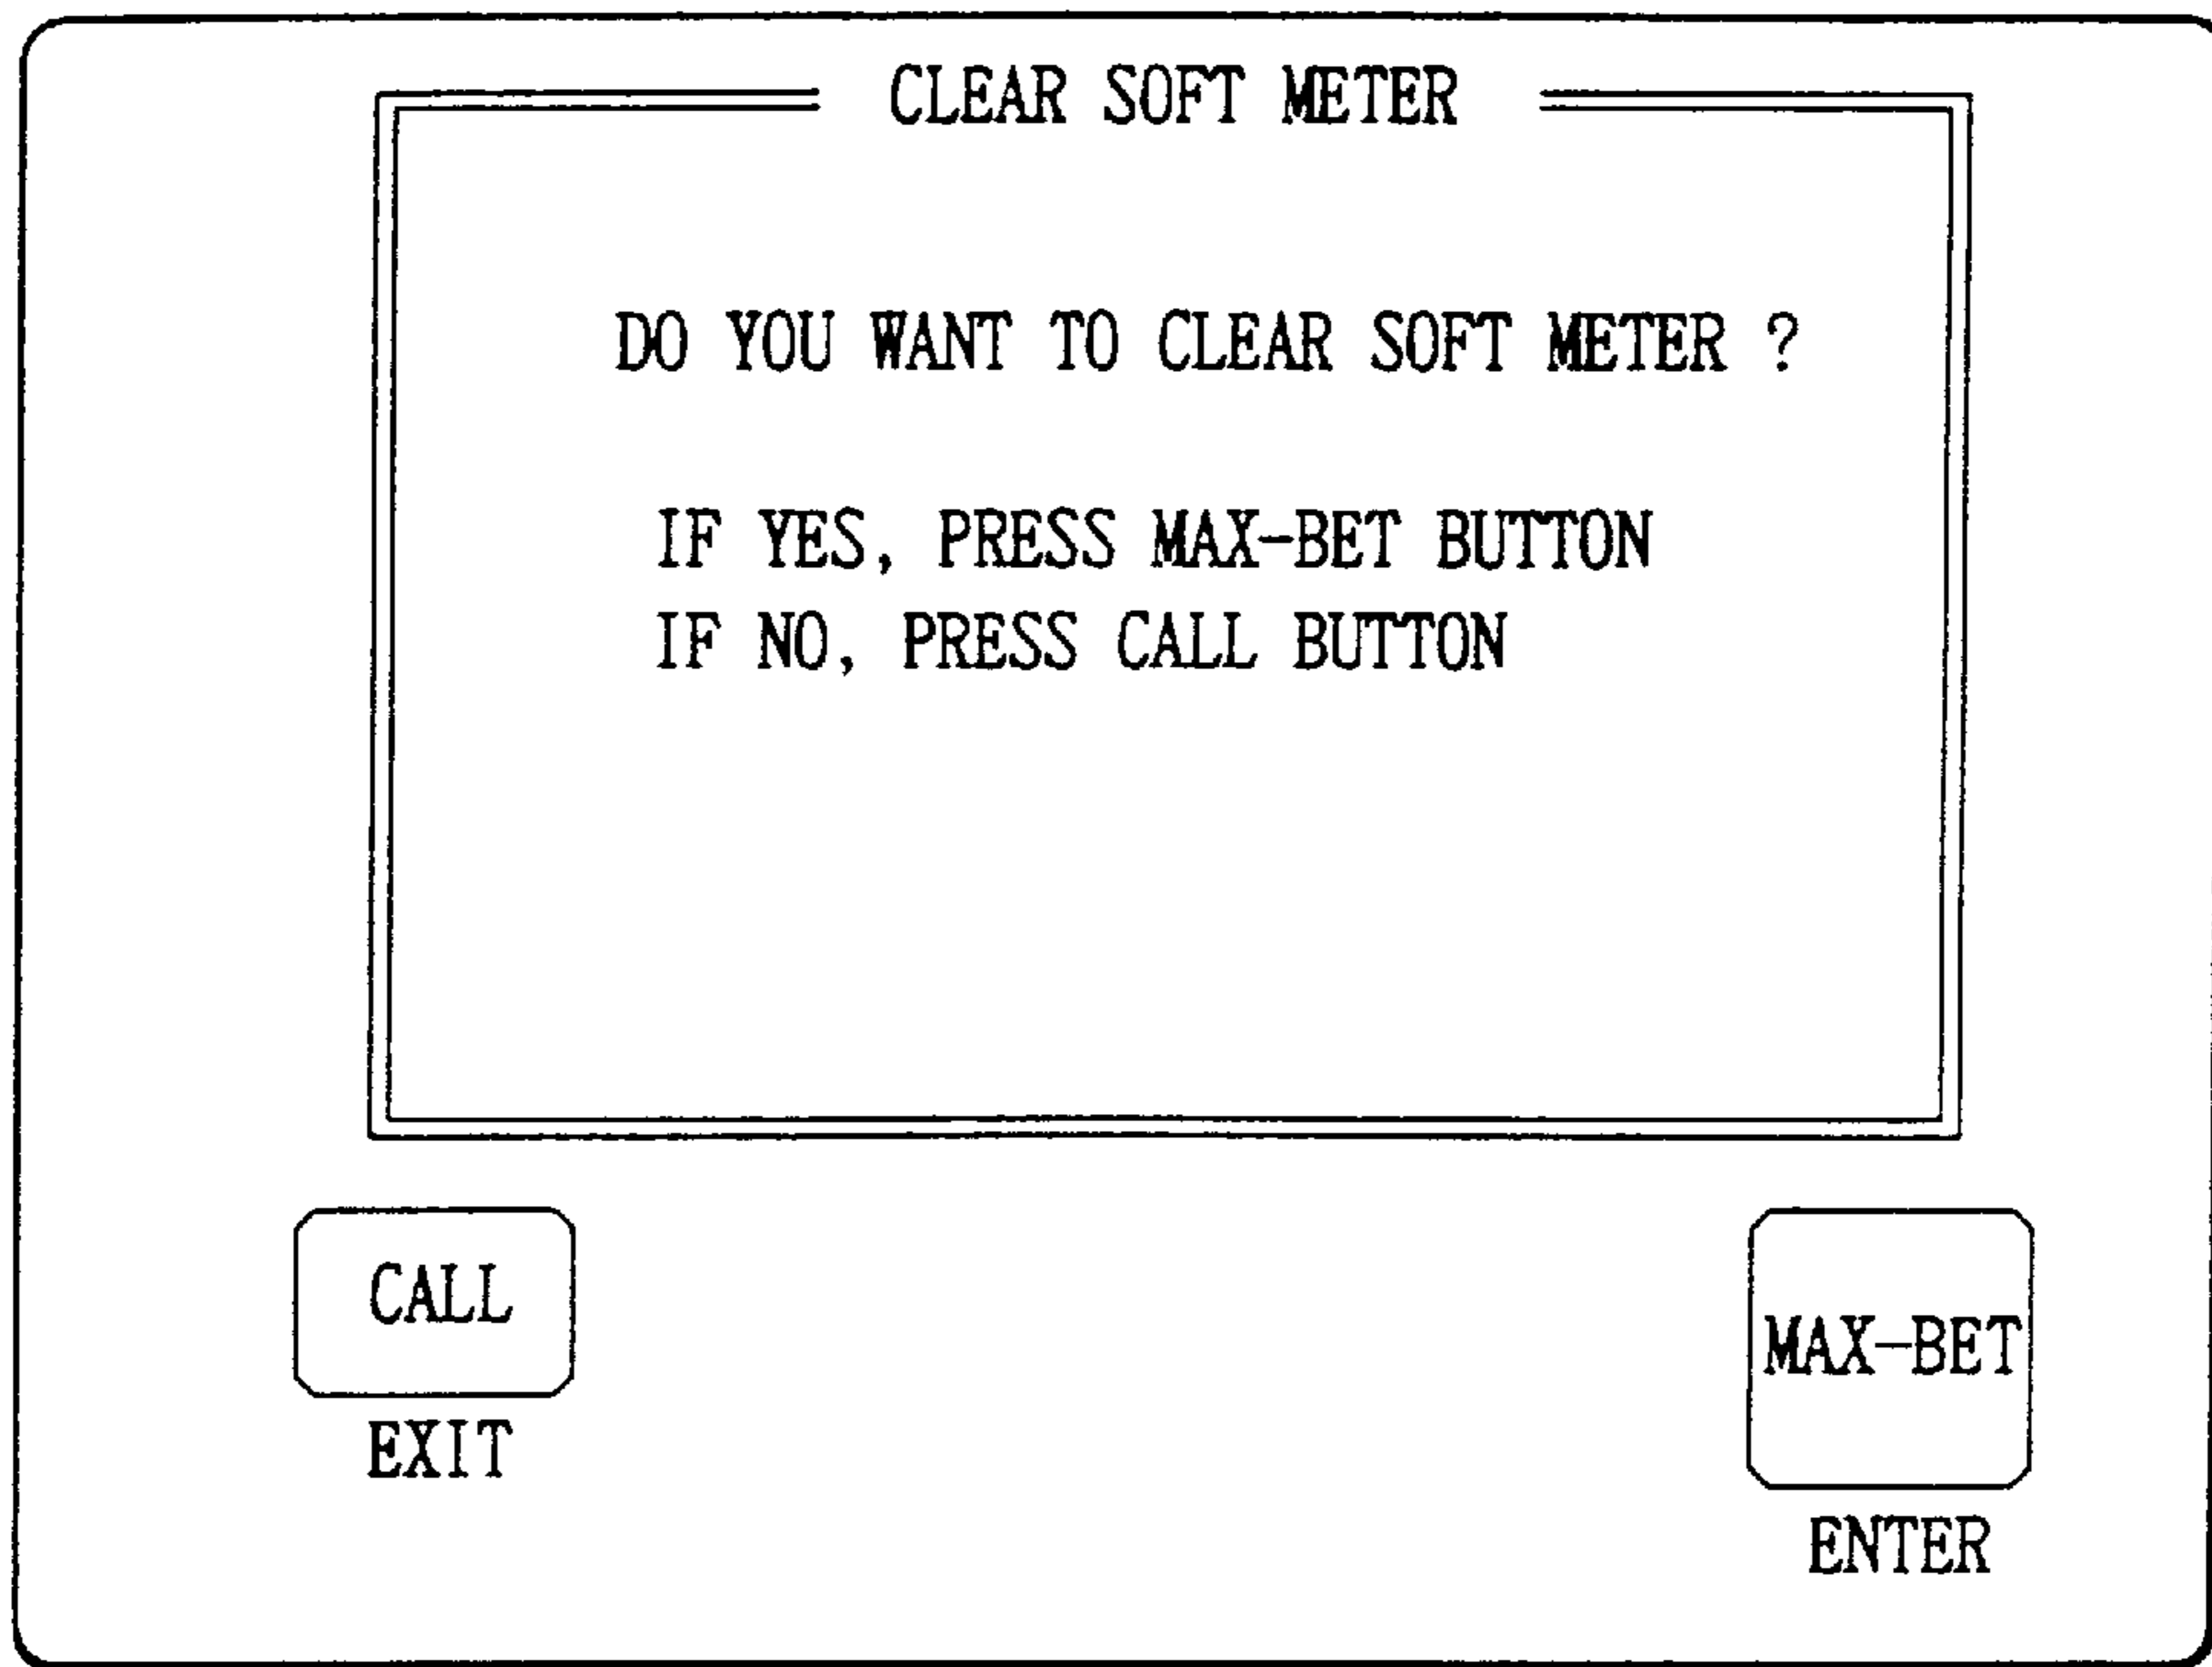 CLEAR SOFT METER
DO YOU WANT TO CLEAR SOFT METER ?
IF YES, PRESS MAX-BET BUTTON
IF NO, PRESS CALL BUTTON
CALL
MAX-BET
EXIT
ENTER